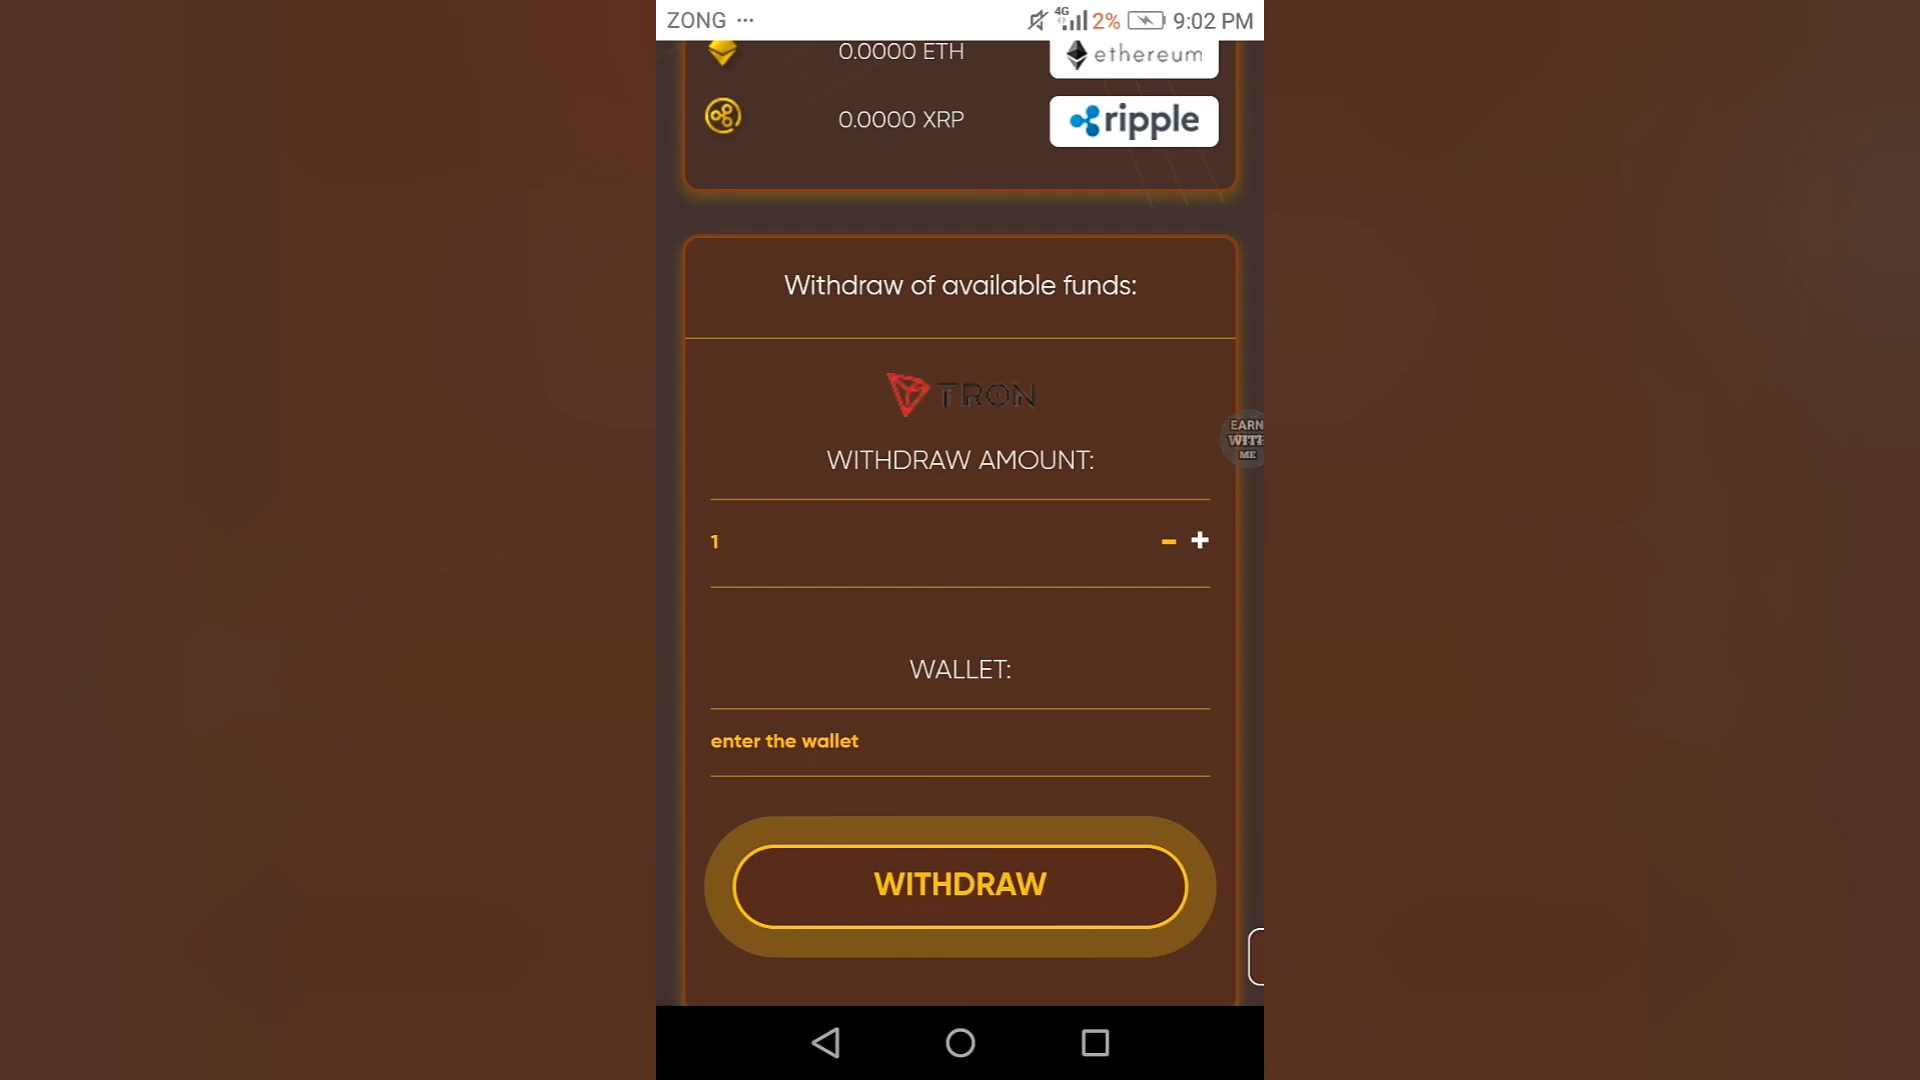 ZONG ...
4G 2% 9:02 PM
0.0000 ETH
ethereum
0.0000 XRP
ripple
Withdraw of available funds:
TRON
WITHDRAW AMOUNT:
1
- +
EARN
WITH
ME
WALLET:
enter the wallet
WITHDRAW